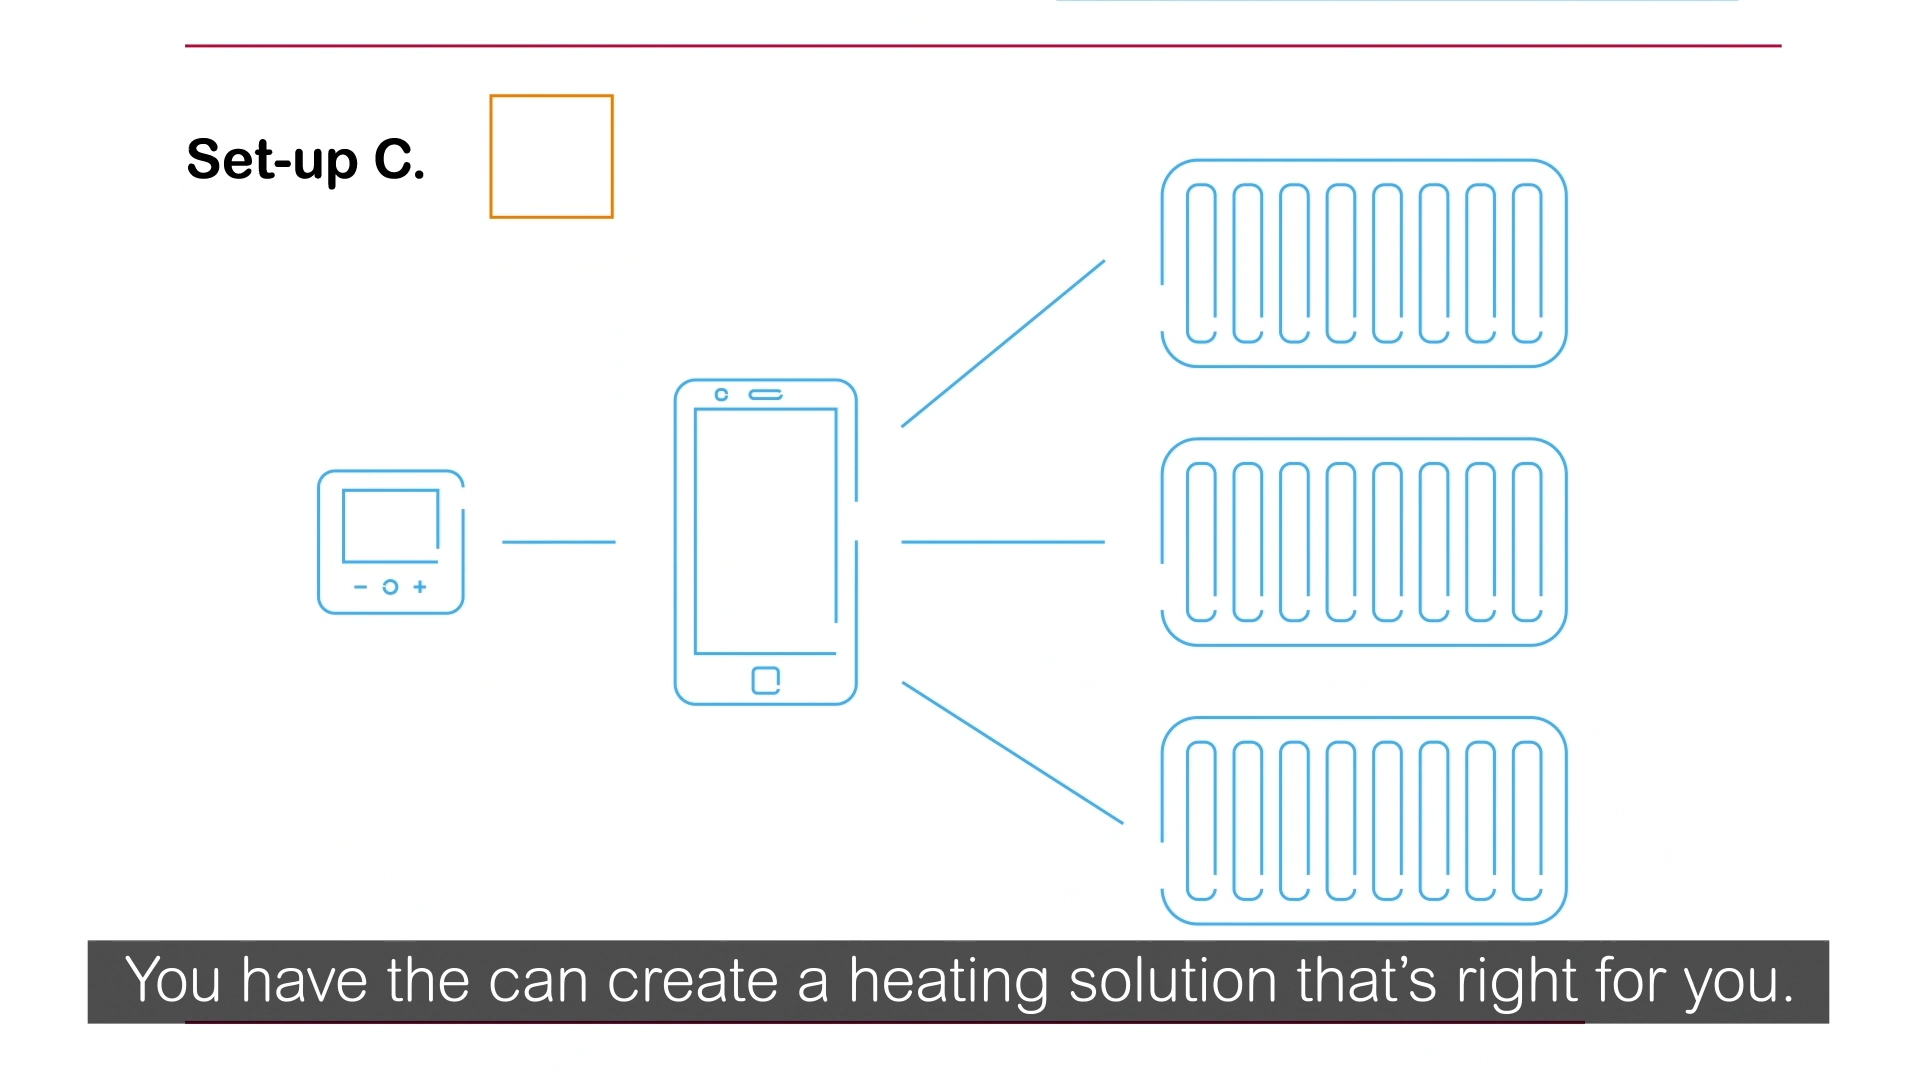 Set-up C.
You have the can create a heating solution that’s right for you.